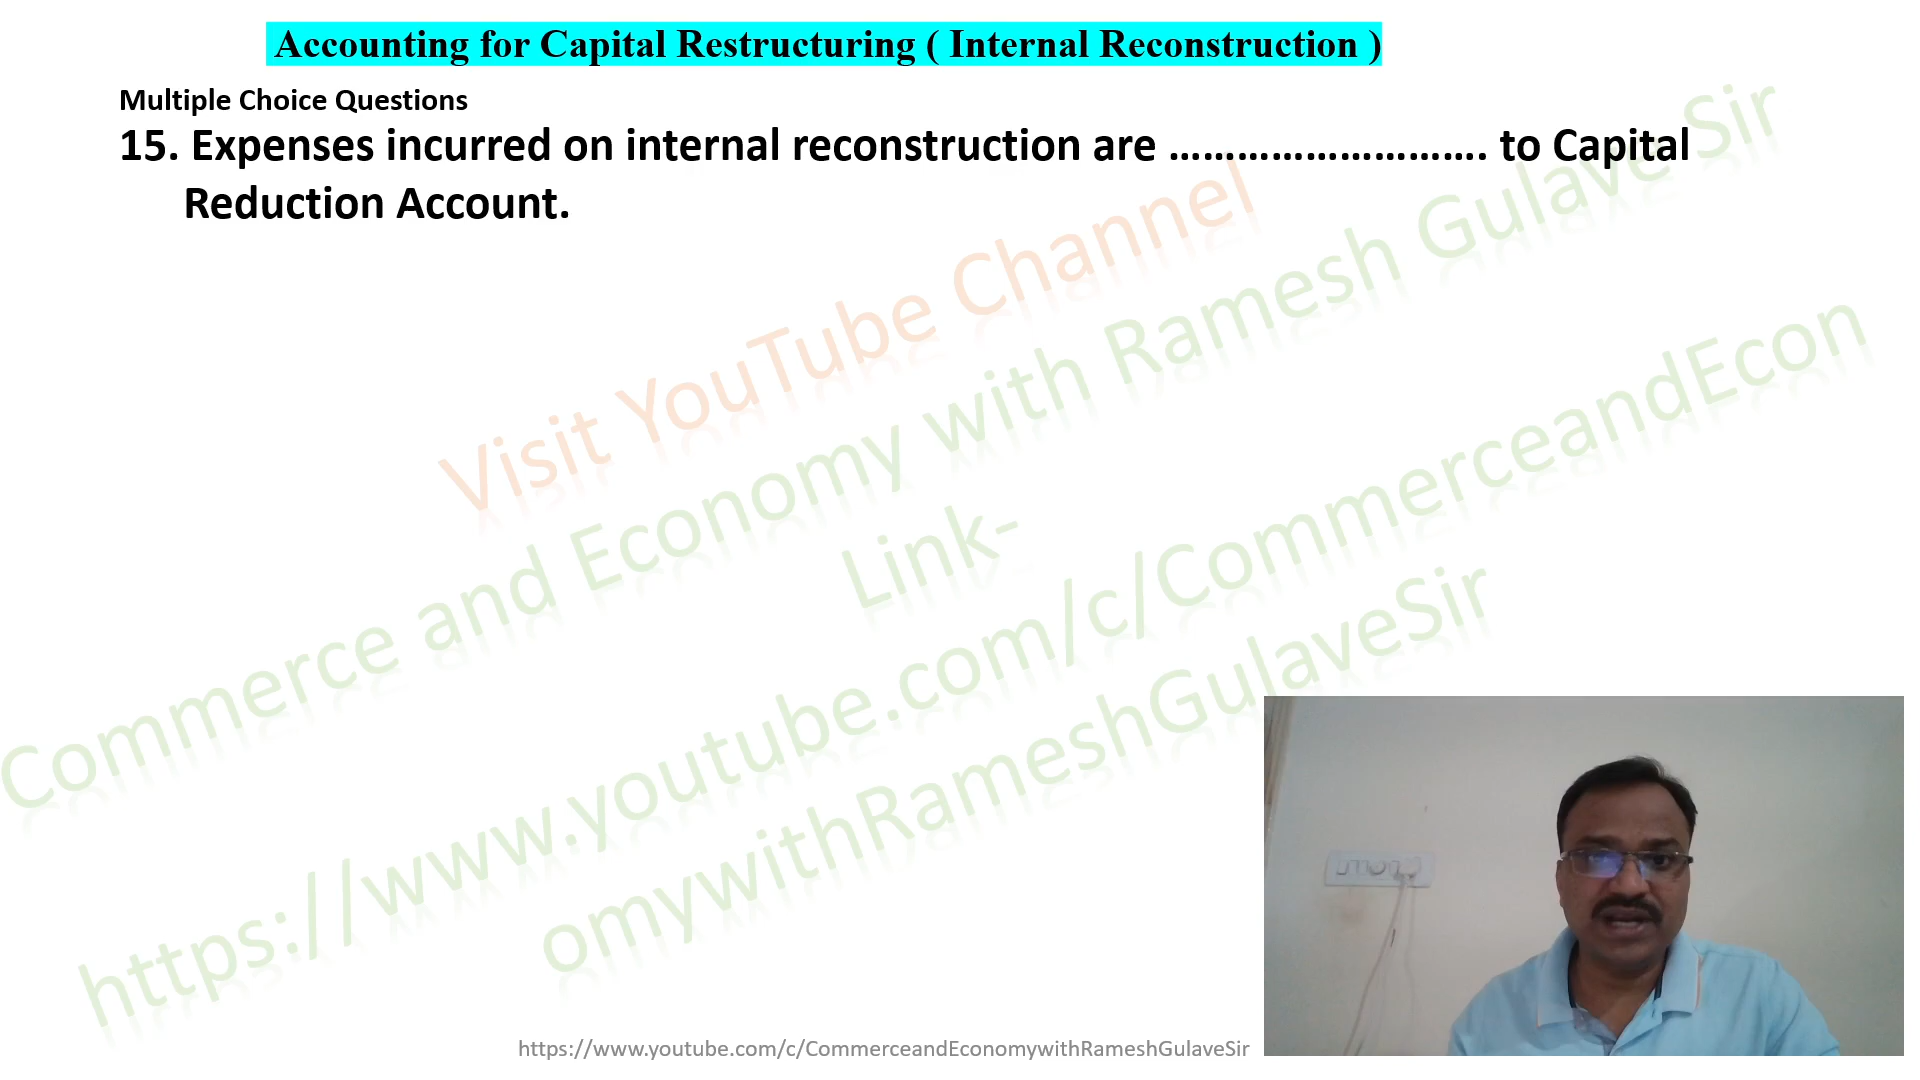 Accounting for Capital Restructuring ( Internal Reconstruction )
Multiple Choice Questions
15. Expenses incurred on internal reconstruction are ………………………. to Capital
Reduction Account.
Visit YouTube Channel
Commerce and Economy with Ramesh Gulave Sir
Link-
https://www.youtube.com/c/CommerceandEcon
omywithRameshGulaveSir
https://www.youtube.com/c/CommerceandEconomywithRameshGulaveSir